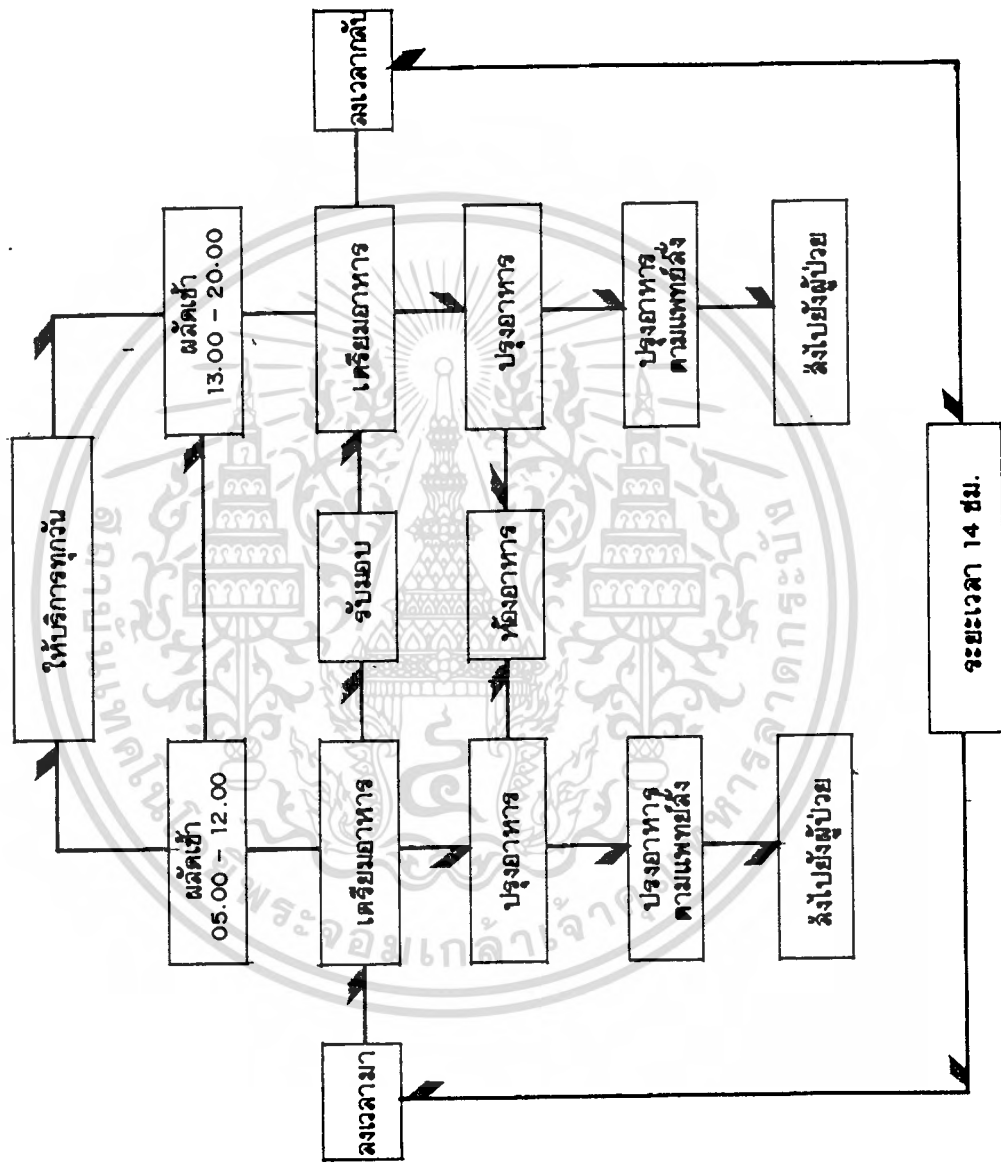 ให้บริการทุกวัน
ผลัดเช้า
05.00 – 12.00
ผลัดเช้า
13.00 – 20.00
ลงเวลามา
เตรียมอาหาร
รับมอบ
เตรียมอาหาร
ลงเวลากลับ
ปรุงอาหาร
ห้องอาหาร
ปรุงอาหาร
ปรุงอาหาร
ตามแพทย์สั่ง
ปรุงอาหาร
ตามแพทย์สั่ง
ส่งไปยังผู้ป่วย
ส่งไปยังผู้ป่วย
ระยะเวลา 14 ชม.